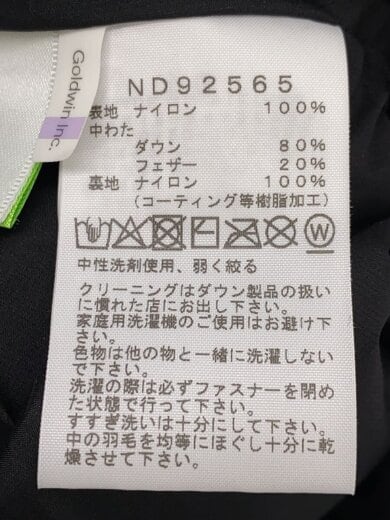 Goldwin Inc.
ND92565
表地 ナイロン 100%
中わた
ダウン 80%
フェザー 20%
裏地 ナイロン 100%
(コーティング等樹脂加工)
W
中性洗剤使用、弱く絞る
クリーニングはダウン製品の扱い
に慣れた店にお出し下さい。
家庭用洗濯機のご使用はお避け下
さい。
色物は他の物と一緒に洗濯しない
で下さい。
洗濯の際は必ずファスナーを閉め
た状態で行って下さい。
すすぎ洗いは十分にして下さい。
中の羽毛を均等にほぐし十分に乾
燥させて下さい。